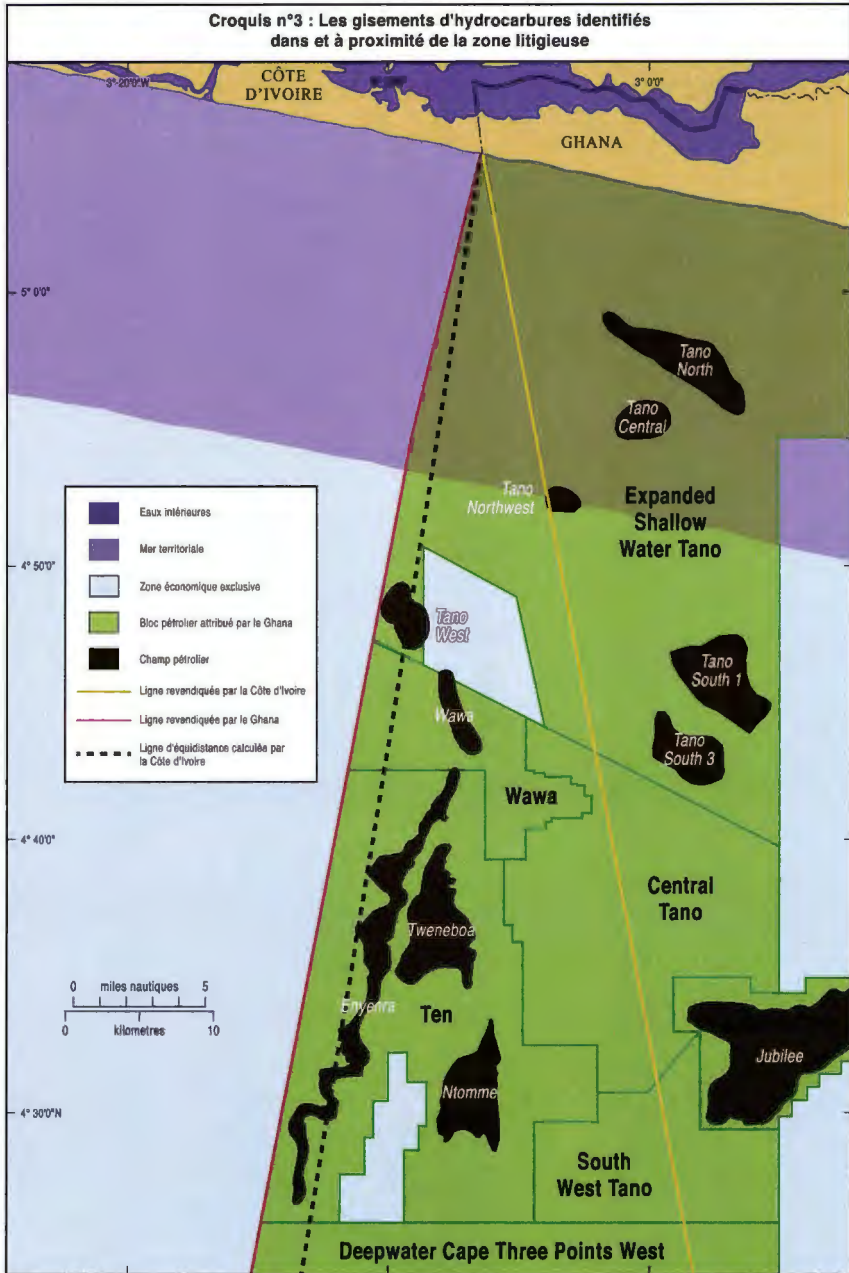 Croquis n°3 : Les gisements d'hydrocarbures identifiés
dans et à proximité de la zone litigieuse
3°20'0"W
CÔTE
D'IVOIRE
3° 0'0"
GHANA
5° 0'0"
Tano
North
Tano
Central
Tano
Northwest
Expanded
Shallow
Water Tano
Eaux intérieures
Mer territoriale
Zone économique exclusive
Bloc pétrolier attribué par le Ghana
Champ pétrolier
Ligne revendiquée par la Côte d'Ivoire
Ligne revendiquée par le Ghana
Ligne d'équidistance calculée par
la Côte d'Ivoire
4° 50'0"
Tano
West
Tano
South 1
Wawa
Tano
South 3
Wawa
4° 40'0"
Central
Tano
Tweneboa
0 miles nautiques 5
0 kilometres 10
Enyenra
Ten
Jubilee
Ntomme
4° 30'0"N
South
West Tano
Deepwater Cape Three Points West